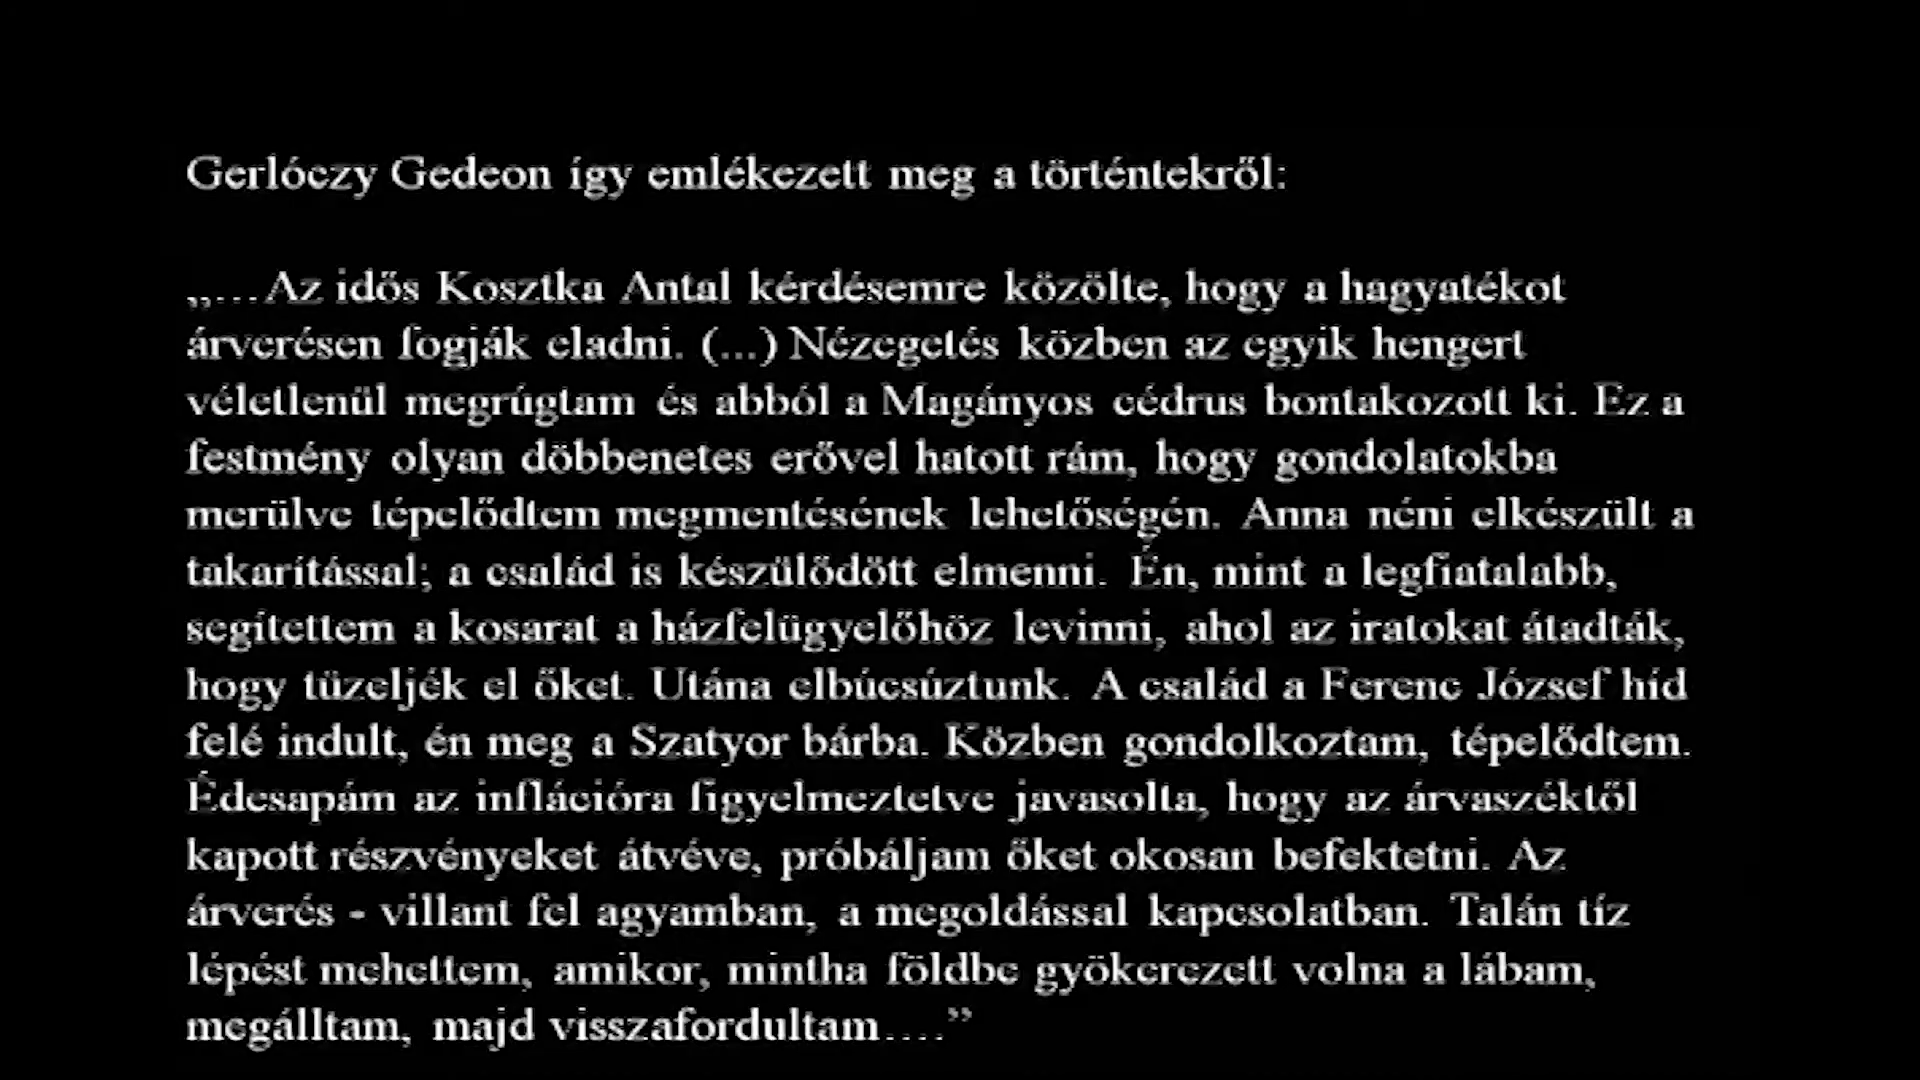 Gerlóczy Gedeon így emlékezett meg a történtekről:
„…Az idős Kosztka Antal kérdésemre közölte, hogy a hagyatékot
árverésen fogják eladni. (...) Nézegetés közben az egyik hengert
véletlenül megrúgtam és abból a Magányos cédrus bontakozott ki. Ez a
festmény olyan döbbenetes erővel hatott rám, hogy gondolatokba
merülve tépelődtem megmentésének lehetőségén. Anna néni elkészült a
takarítással; a család is készülődött elmenni. Én, mint a legfiatalabb,
segítettem a kosarat a házfelügyelőhöz levinni, ahol az iratokat átadták,
hogy tüzeljék el őket. Utána elbúcsúztunk. A család a Ferenc József híd
felé indult, én meg a Szatyor bárba. Közben gondolkoztam, tépelődtem.
Édesapám az inflációra figyelmeztetve javasolta, hogy az árvaszéktől
kapott részvényeket átvéve, próbáljam őket okosan befektetni. Az
árverés - villant fel agyamban, a megoldással kapcsolatban. Talán tíz
lépést mehettem, amikor, mintha földbe gyökerezett volna a lábam,
megálltam, majd visszafordultam….”